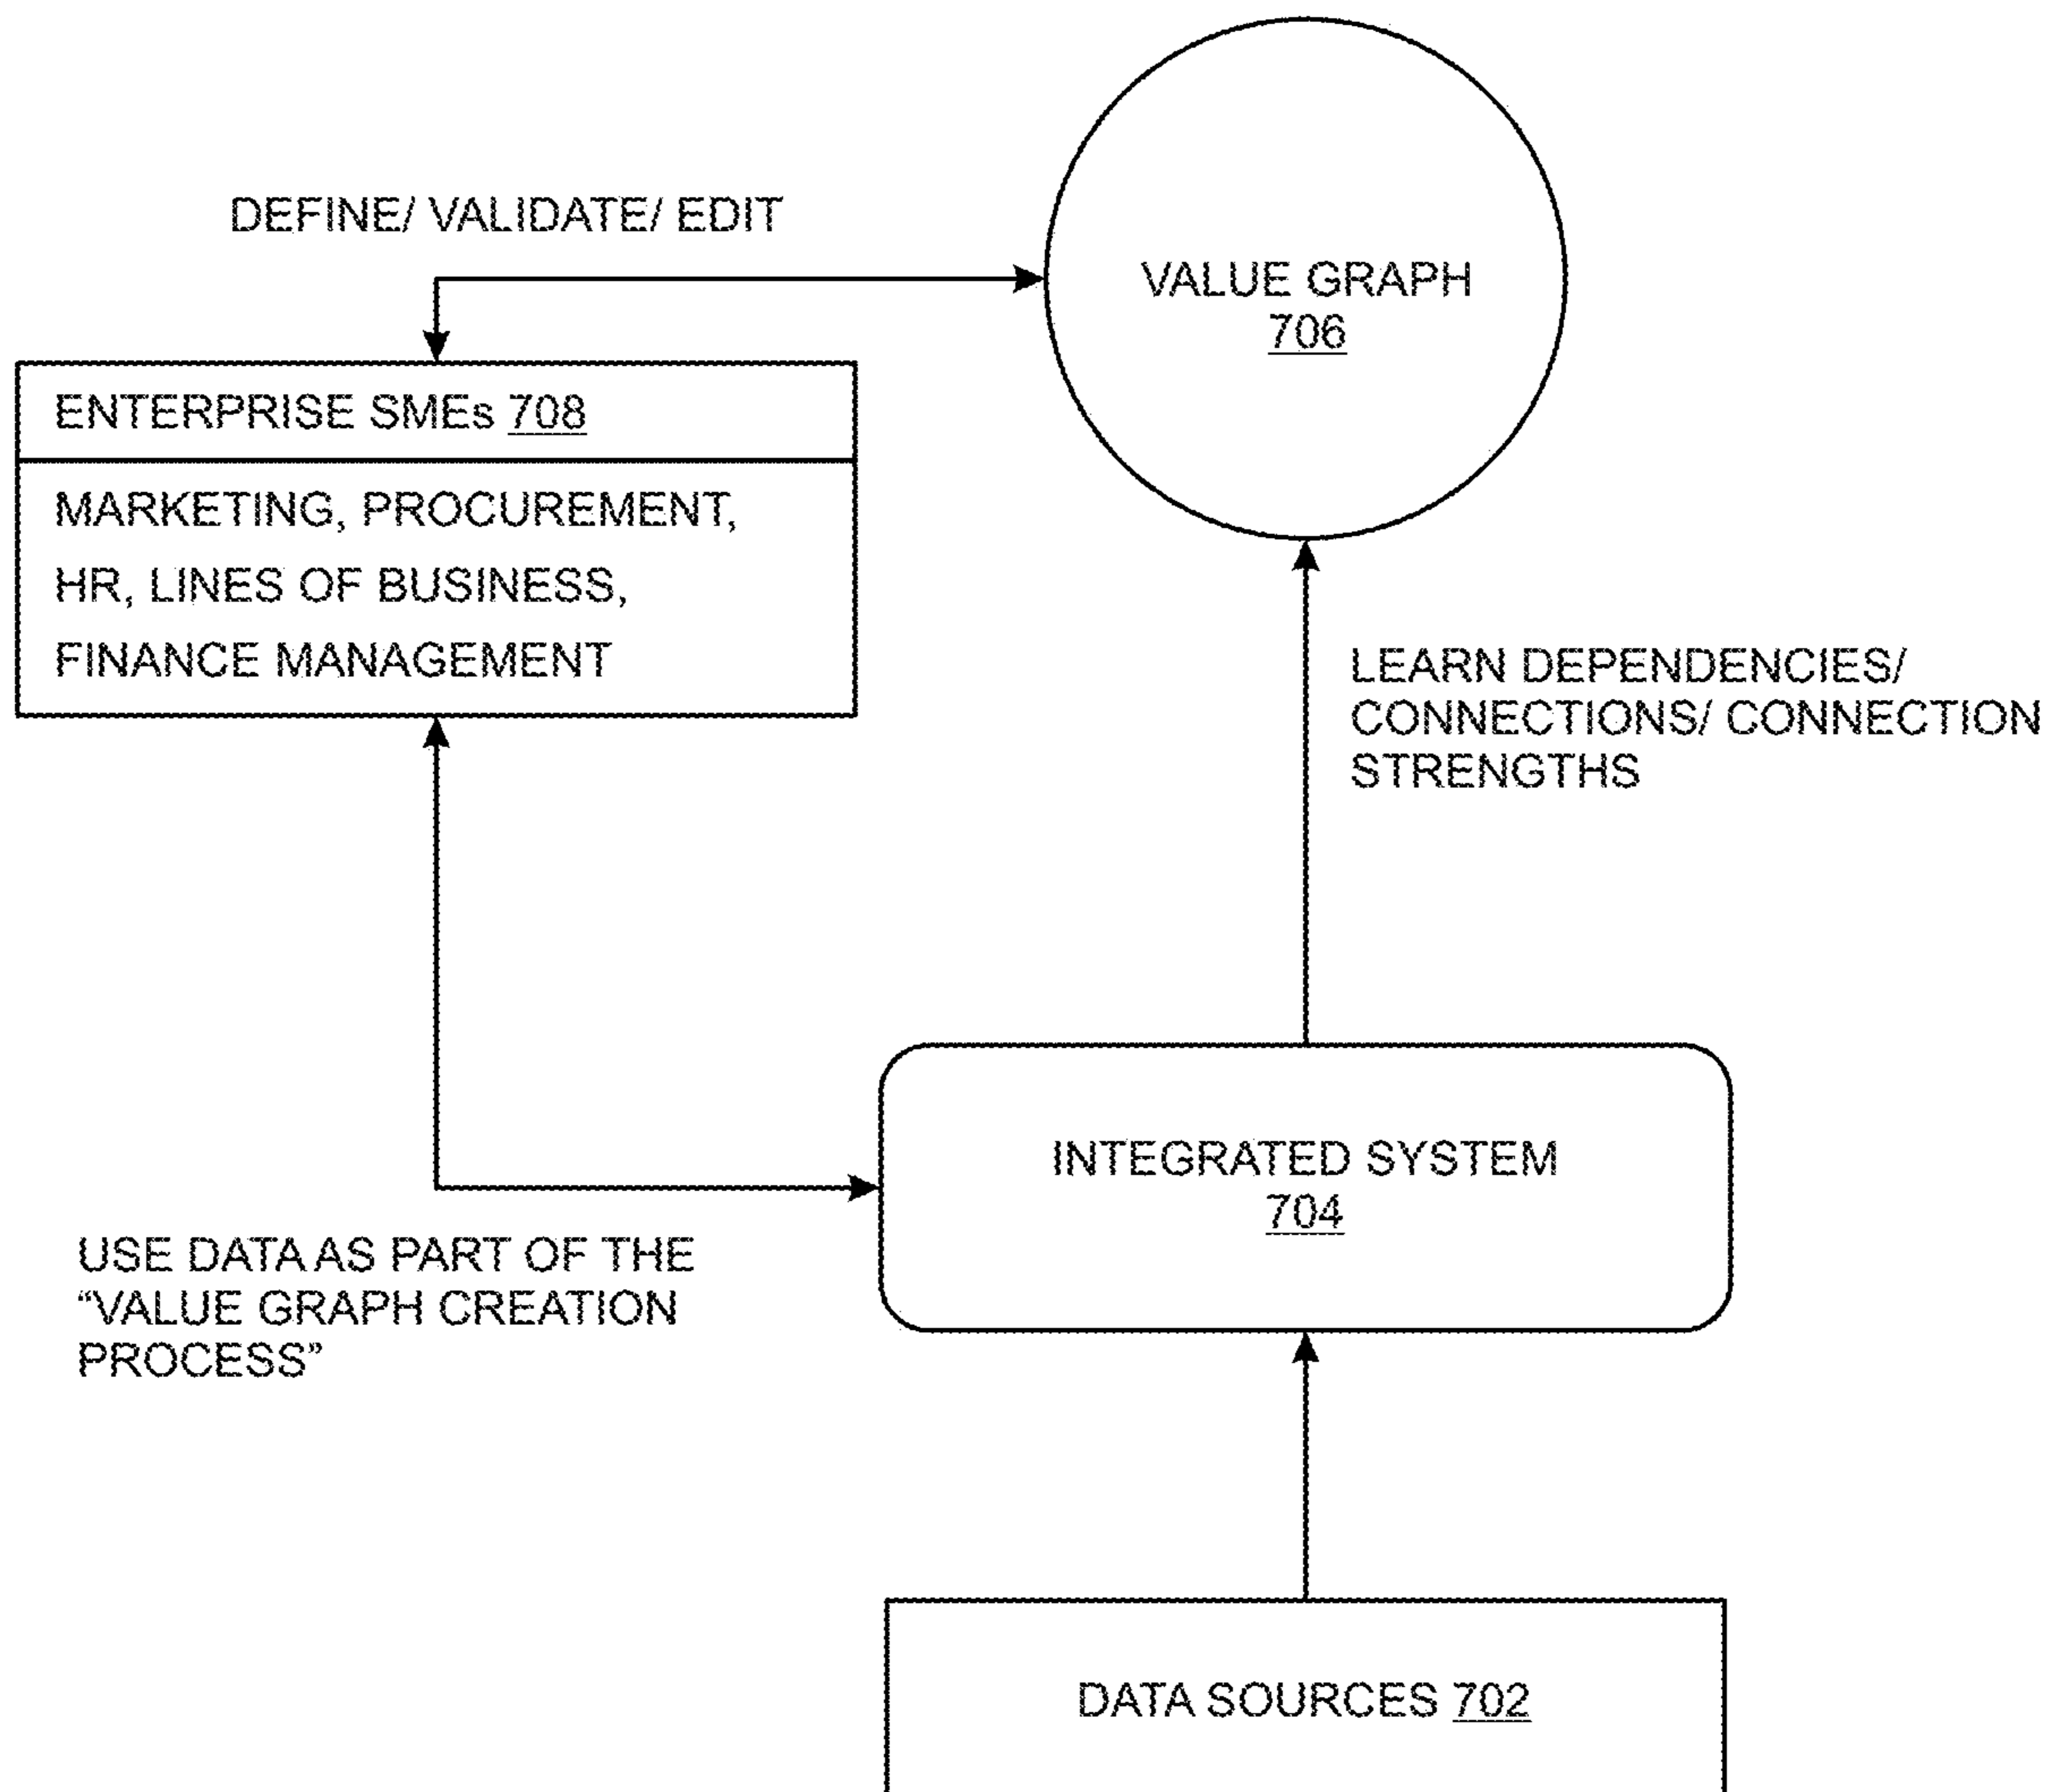 DEFINE/ VALIDATE/ EDIT
VALUE GRAPH
706
ENTERPRISE SMEs 708
MARKETING, PROCUREMENT,
HR, LINES OF BUSINESS,
FINANCE MANAGEMENT
LEARN DEPENDENCIES/
CONNECTIONS/ CONNECTION
STRENGTHS
INTEGRATED SYSTEM
704
USE DATA AS PART OF THE
“VALUE GRAPH CREATION
PROCESS”
DATA SOURCES 702